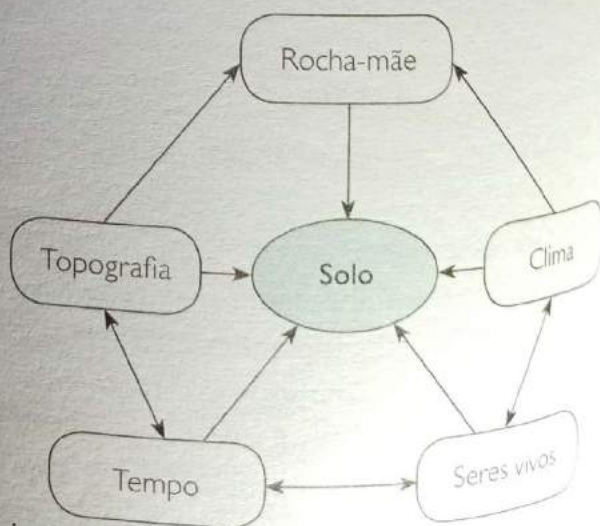 Rocha-mãe
Topografia
Solo
Clima
Tempo
Seres vivos